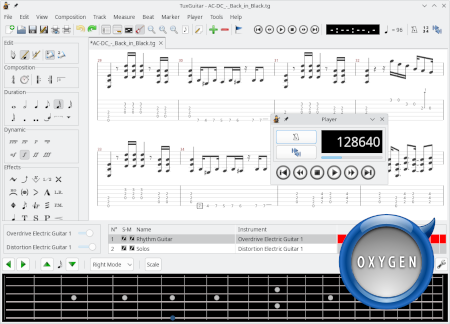 TuxGuitar - AC-DC_-_Back_in_Black.tg
File Edit View Composition Track Measure Beat Marker Player Tools Help
-:--:--.-
= 96
Edit
*AC-DC_-_Back_in_Black.tg
Composition
Duration
Dynamic
Effects
Player
128640
Overdrive Electric Guitar 1
Distortion Electric Guitar 1
N° S-M Name Instrument
1 Rhythm Guitar Overdrive Electric Guitar 1
2 Solos Distortion Electric Guitar 1
Right Mode.
Scale
OXYGEN